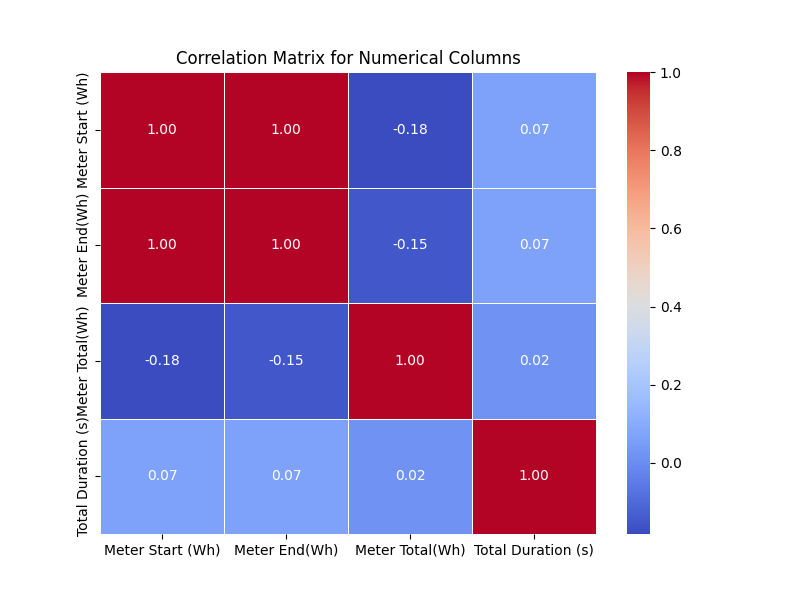 Correlation Matrix for Numerical Columns
Meter Start (Wh)
1.00 1.00 -0.18 0.07
Meter End(Wh)
1.00 1.00 -0.15 0.07
Meter Total(Wh)
-0.18 -0.15 1.00 0.02
Total Duration (s)
0.07 0.07 0.02 1.00
Meter Start (Wh) Meter End(Wh) Meter Total(Wh) Total Duration (s)
1.0
0.8
0.6
0.4
0.2
0.0